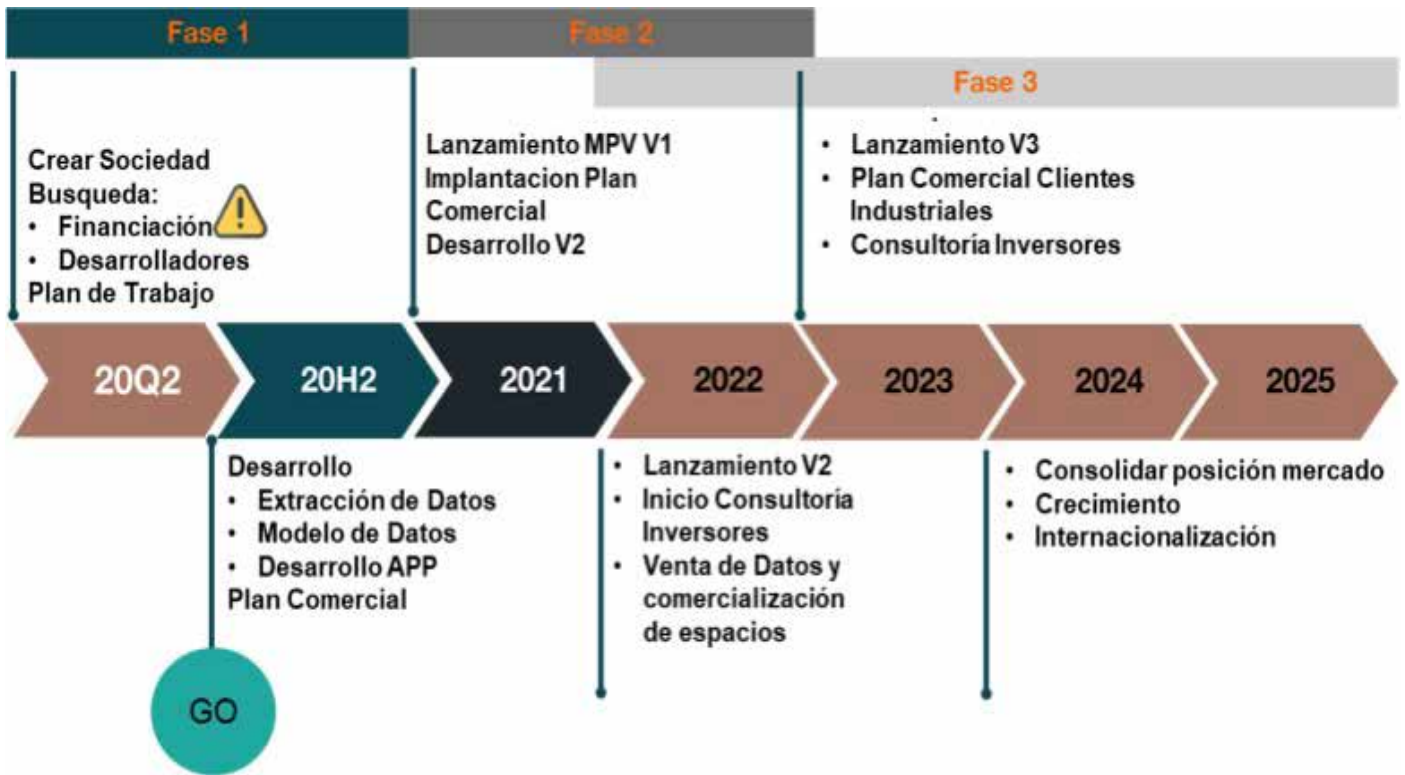 Fase 1
Fase 2
Fase 3
Crear Sociedad
Busqueda:
• Financiación
• Desarrolladores
Plan de Trabajo
Lanzamiento MPV V1
Implantacion Plan
Comercial
Desarrollo V2
• Lanzamiento V3
• Plan Comercial Clientes
Industriales
• Consultoría Inversores
20Q2
20H2
2021
2022
2023
2024
2025
Desarrollo
• Extracción de Datos
• Modelo de Datos
• Desarrollo APP
Plan Comercial
• Lanzamiento V2
• Inicio Consultoría
Inversores
• Venta de Datos y
comercialización
de espacios
• Consolidar posición mercado
• Crecimiento
• Internacionalización
GO